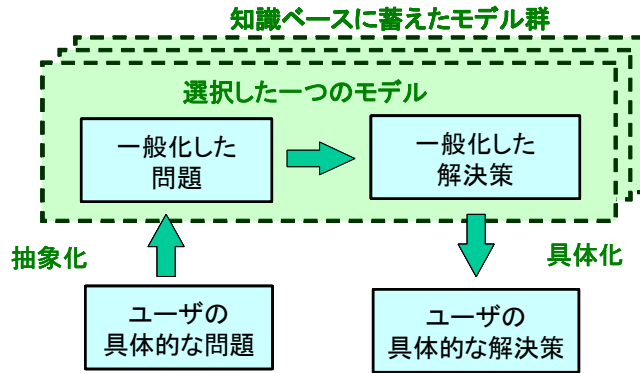 知識ベースに蓄えたモデル群
選択した一つのモデル
一般化した
問題
一般化した
解決策
抽象化
具体化
ユーザの
具体的な問題
ユーザの
具体的な解決策